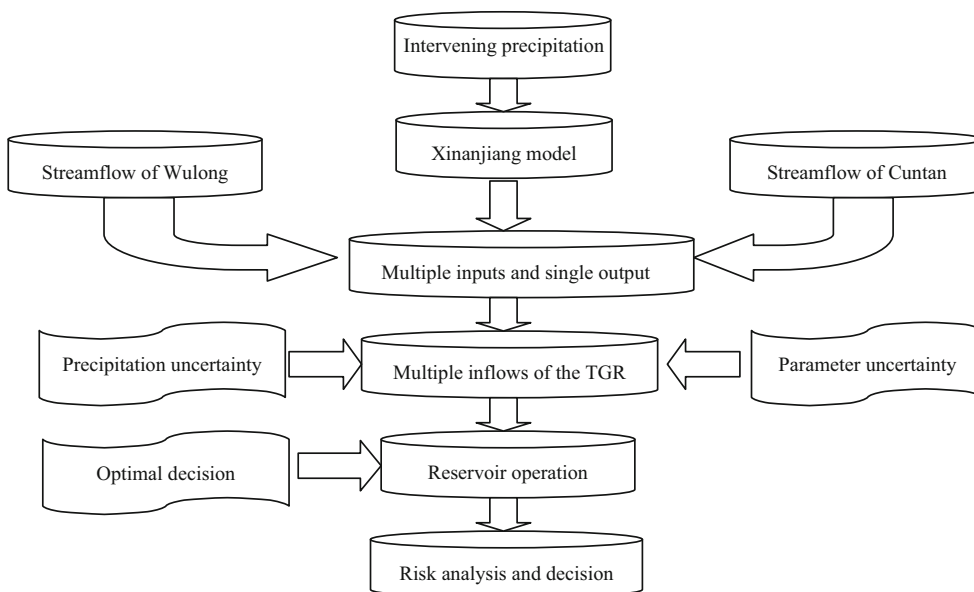 Intervening precipitation
Xinanjiang model
Streamflow of Wulong
Streamflow of Cuntan
Multiple inputs and single output
Precipitation uncertainty
Multiple inflows of the TGR
Parameter uncertainty
Optimal decision
Reservoir operation
Risk analysis and decision